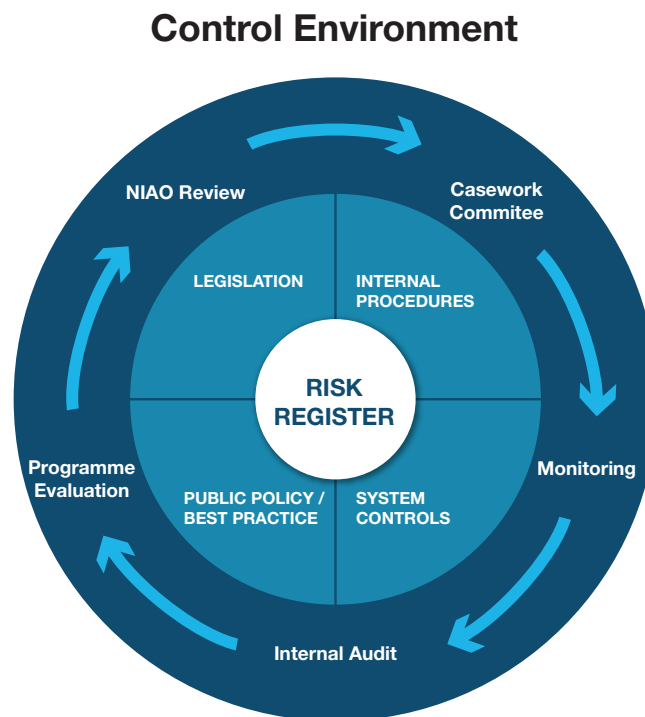 Control Environment
NIAO Review
Casework
Commitee
LEGISLATION
INTERNAL
PROCEDURES
RISK
REGISTER
Programme
Evaluation
Monitoring
PUBLIC POLICY /
BEST PRACTICE
SYSTEM
CONTROLS
Internal Audit